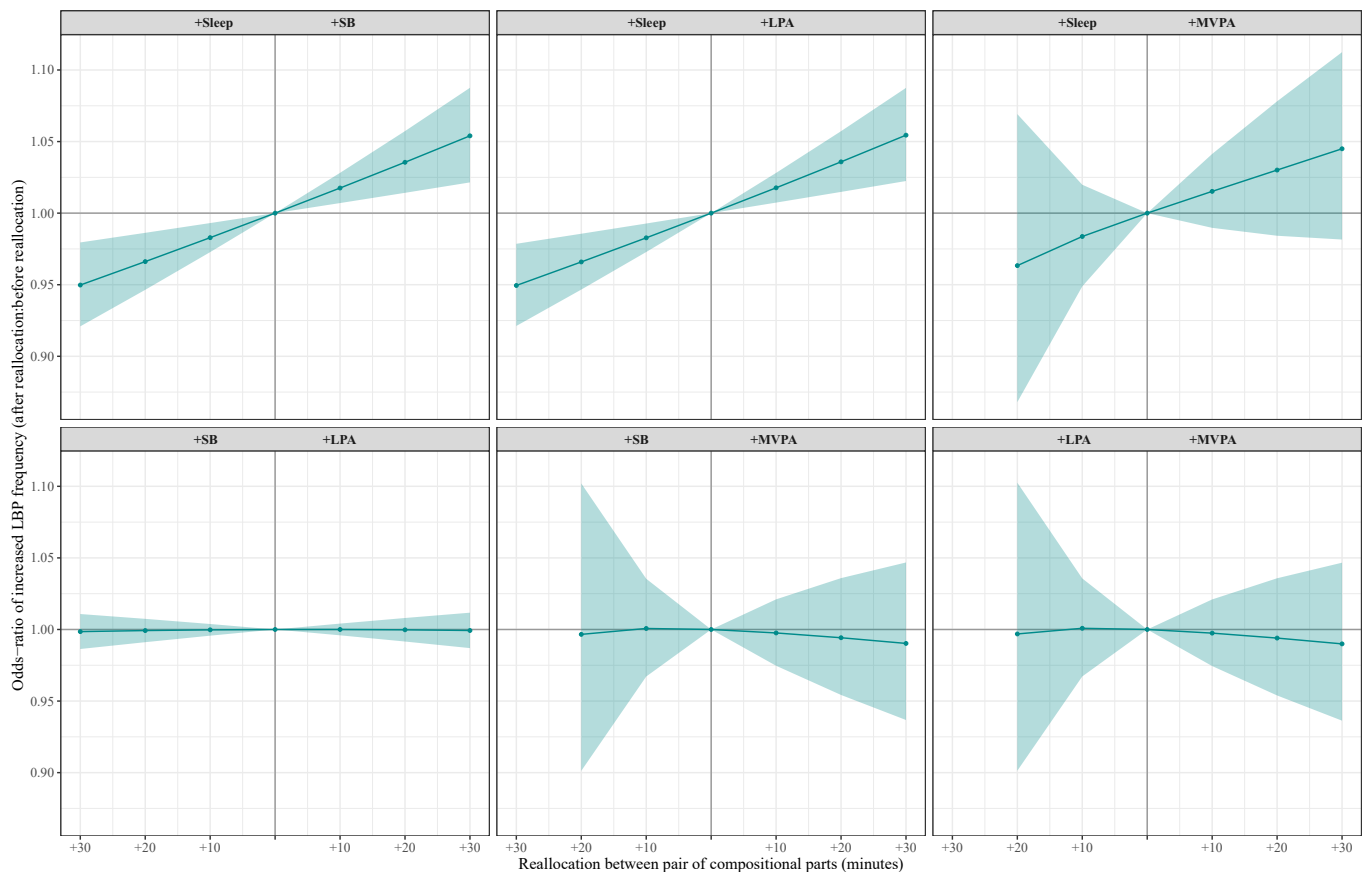 +Sleep +SB
+Sleep +LPA
+Sleep +MVPA
1.10
1.05
1.00
0.95
0.90
+SB +LPA
+SB +MVPA
+LPA +MVPA
1.10
1.05
1.00
0.95
0.90
Odds−ratio of increased LBP frequency (after reallocation:before reallocation)
+30 +20 +10 +10 +20 +30
+30 +20 +10 +10 +20 +30
+30 +20 +10 +10 +20 +30
Reallocation between pair of compositional parts (minutes)